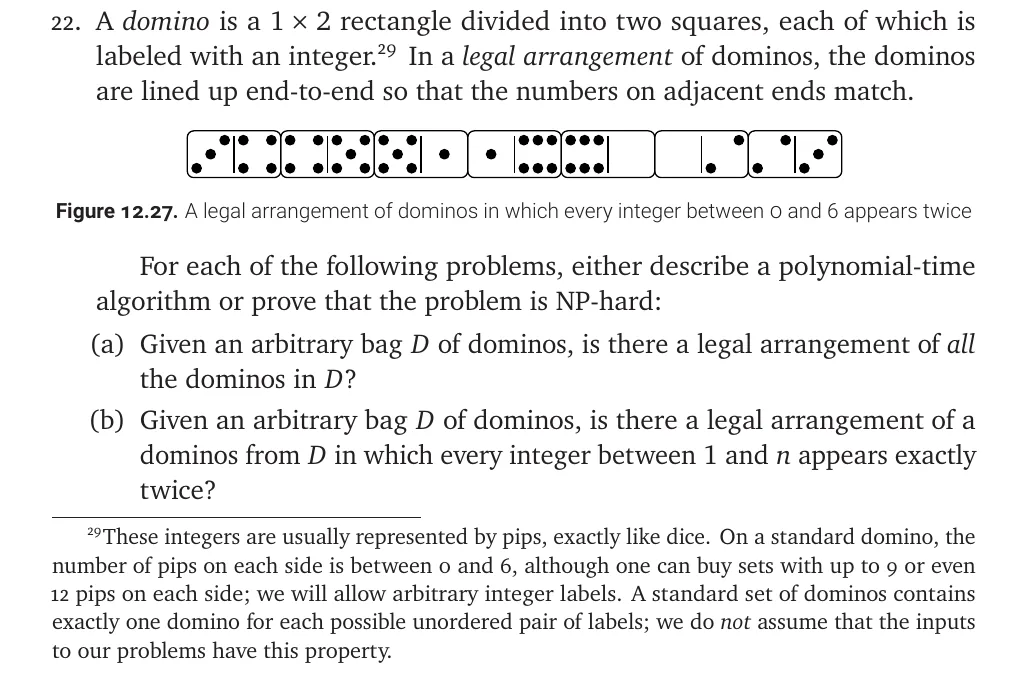 22. A domino is a 1 × 2 rectangle divided into two squares, each of which is
labeled with an integer.²⁹ In a legal arrangement of dominos, the dominos
are lined up end-to-end so that the numbers on adjacent ends match.
Figure 12.27. A legal arrangement of dominos in which every integer between 0 and 6 appears twice
For each of the following problems, either describe a polynomial-time
algorithm or prove that the problem is NP-hard:
(a) Given an arbitrary bag D of dominos, is there a legal arrangement of all
the dominos in D?
(b) Given an arbitrary bag D of dominos, is there a legal arrangement of a
dominos from D in which every integer between 1 and n appears exactly
twice?
²⁹These integers are usually represented by pips, exactly like dice. On a standard domino, the
number of pips on each side is between 0 and 6, although one can buy sets with up to 9 or even
12 pips on each side; we will allow arbitrary integer labels. A standard set of dominos contains
exactly one domino for each possible unordered pair of labels; we do not assume that the inputs
to our problems have this property.